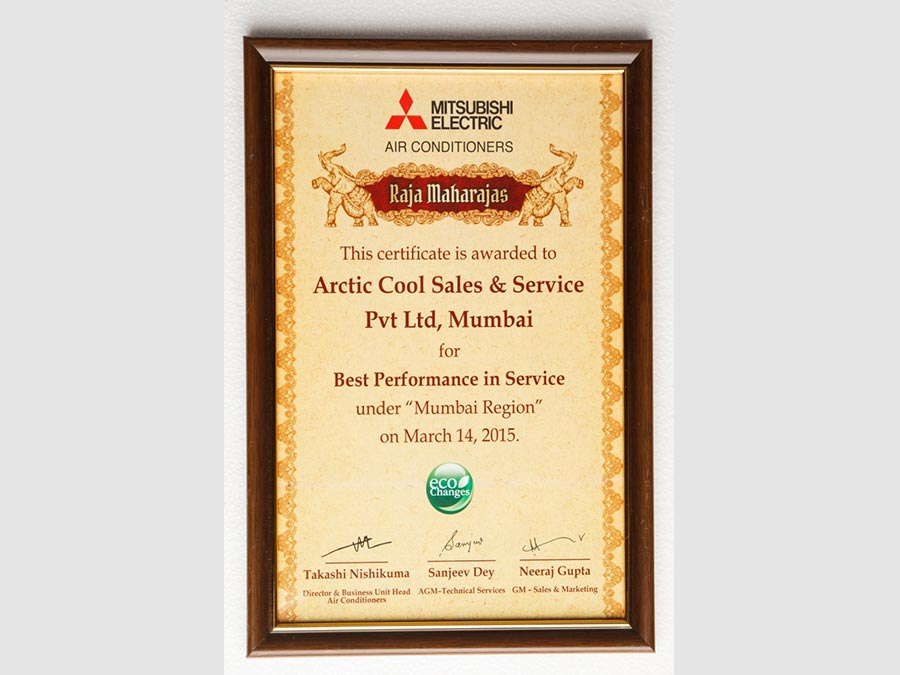 MITSUBISHI
ELECTRIC
AIR CONDITIONERS
Raja Maharajas
This certificate is awarded to
Arctic Cool Sales & Service
Pvt Ltd, Mumbai
for
Best Performance in Service
under “Mumbai Region”
on March 14, 2015.
eco
Changes
Sanjeev
Takashi Nishikuma
Director & Business Unit Head
Air Conditioners
Sanjeev Dey
AGM–Technical Services
Neeraj Gupta
GM – Sales & Marketing